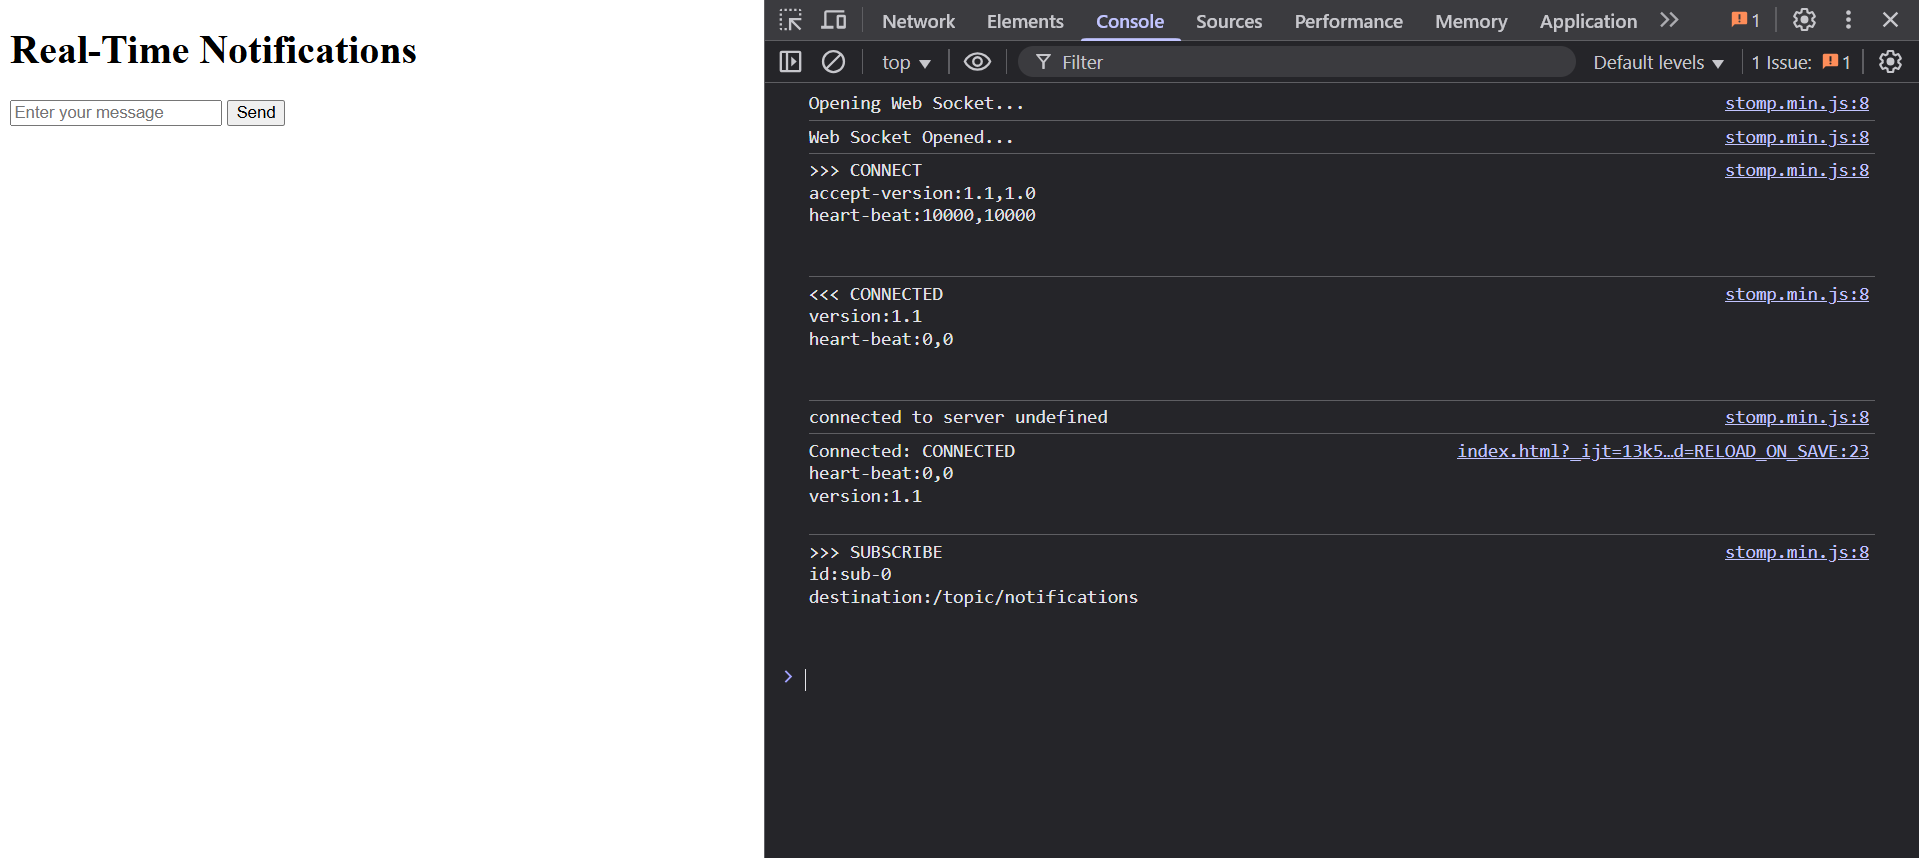 Real-Time Notifications
Enter your message Send
Network Elements Console Sources Performance Memory Application 1
top Filter Default levels 1 Issue: 1
Opening Web Socket... stomp.min.js:8
Web Socket Opened... stomp.min.js:8
>>> CONNECT stomp.min.js:8
accept-version:1.1,1.0
heart-beat:10000,10000
<<< CONNECTED stomp.min.js:8
version:1.1
heart-beat:0,0
connected to server undefined stomp.min.js:8
Connected: CONNECTED index.html?_ijt=13k5…d=RELOAD_ON_SAVE:23
heart-beat:0,0
version:1.1
>>> SUBSCRIBE stomp.min.js:8
id:sub-0
destination:/topic/notifications